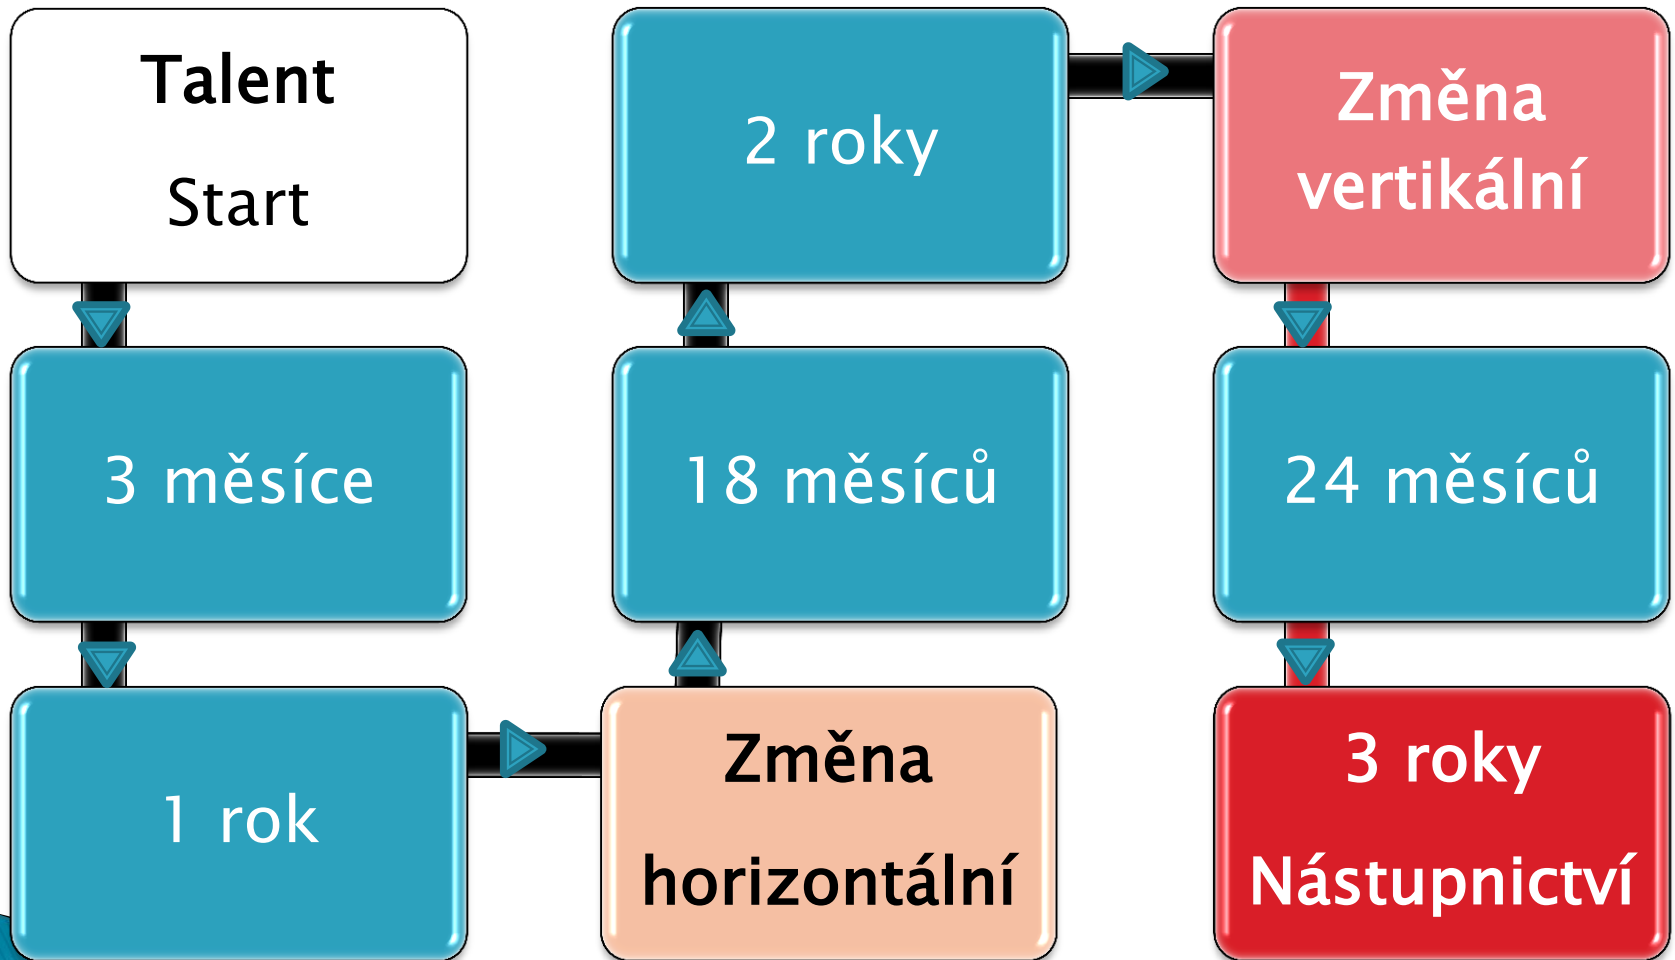 Talent
Start
3 měsíce
1 rok
Změna
horizontální
18 měsíců
2 roky
Změna
vertikální
24 měsíců
3 roky
Nástupnictví